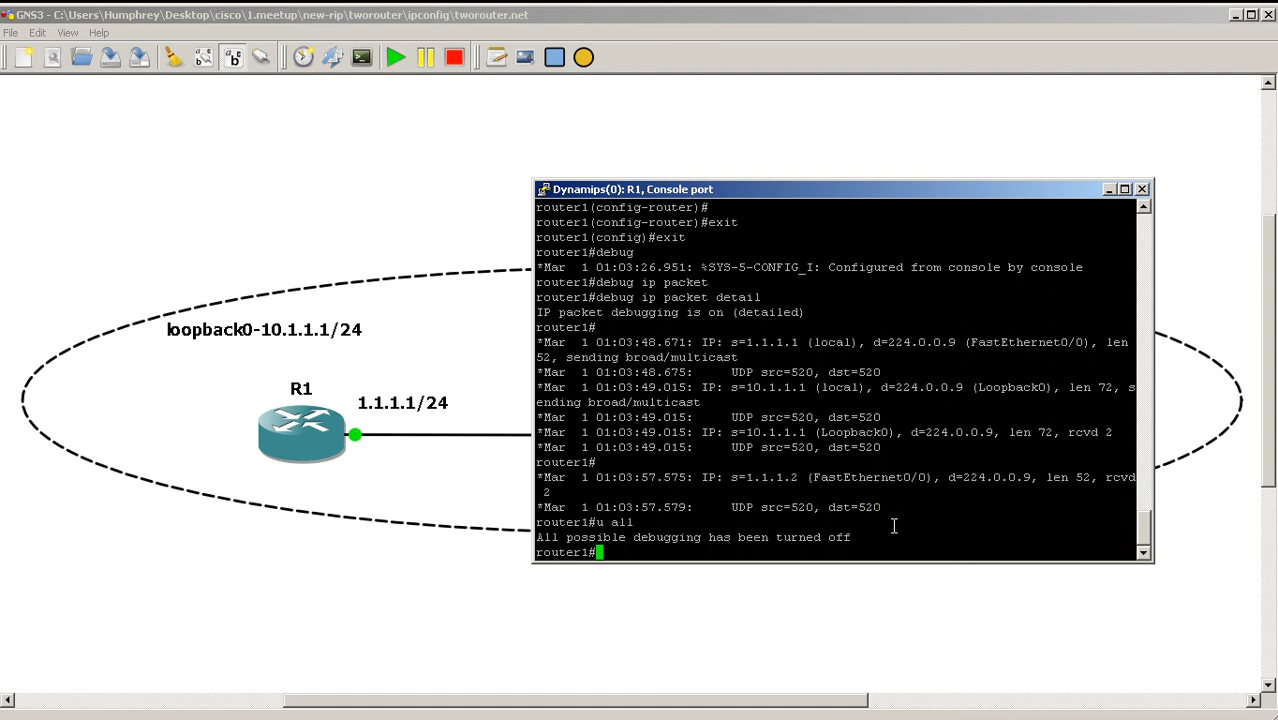 GNS3 - C:\Users\Humphrey\Desktop\cisco\1.meetup\new-rip\tworouter\ipconfig\tworouter.net
File Edit View Help
loopback0-10.1.1.1/24
R1
1.1.1.1/24
Dynamips(0): R1, Console port
router1(config-router)#
router1(config-router)#exit
router1(config)#exit
router1#debug
*Mar  1 01:03:26.951: %SYS-5-CONFIG_I: Configured from console by console
router1#debug ip packet
router1#debug ip packet detail
IP packet debugging is on (detailed)
router1#
*Mar  1 01:03:48.671: IP: s=1.1.1.1 (local), d=224.0.0.9 (FastEthernet0/0), len
52, sending broad/multicast
*Mar  1 01:03:48.675:     UDP src=520, dst=520
*Mar  1 01:03:49.015: IP: s=10.1.1.1 (local), d=224.0.0.9 (Loopback0), len 72, s
ending broad/multicast
*Mar  1 01:03:49.015:     UDP src=520, dst=520
*Mar  1 01:03:49.015: IP: s=10.1.1.1 (Loopback0), d=224.0.0.9, len 72, rcvd 2
*Mar  1 01:03:49.015:     UDP src=520, dst=520
router1#
*Mar  1 01:03:57.575: IP: s=1.1.1.2 (FastEthernet0/0), d=224.0.0.9, len 52, rcvd
2
*Mar  1 01:03:57.579:     UDP src=520, dst=520
router1#u all
All possible debugging has been turned off
router1#